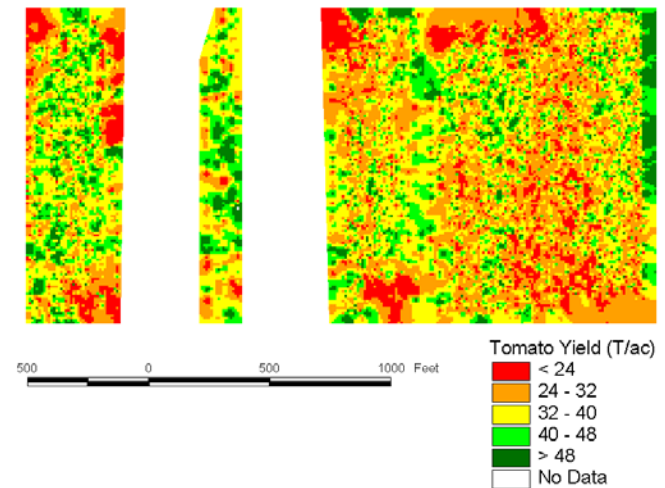 500 0 500 1000 Feet
Tomato Yield (T/ac)
< 24
24 - 32
32 - 40
40 - 48
> 48
No Data